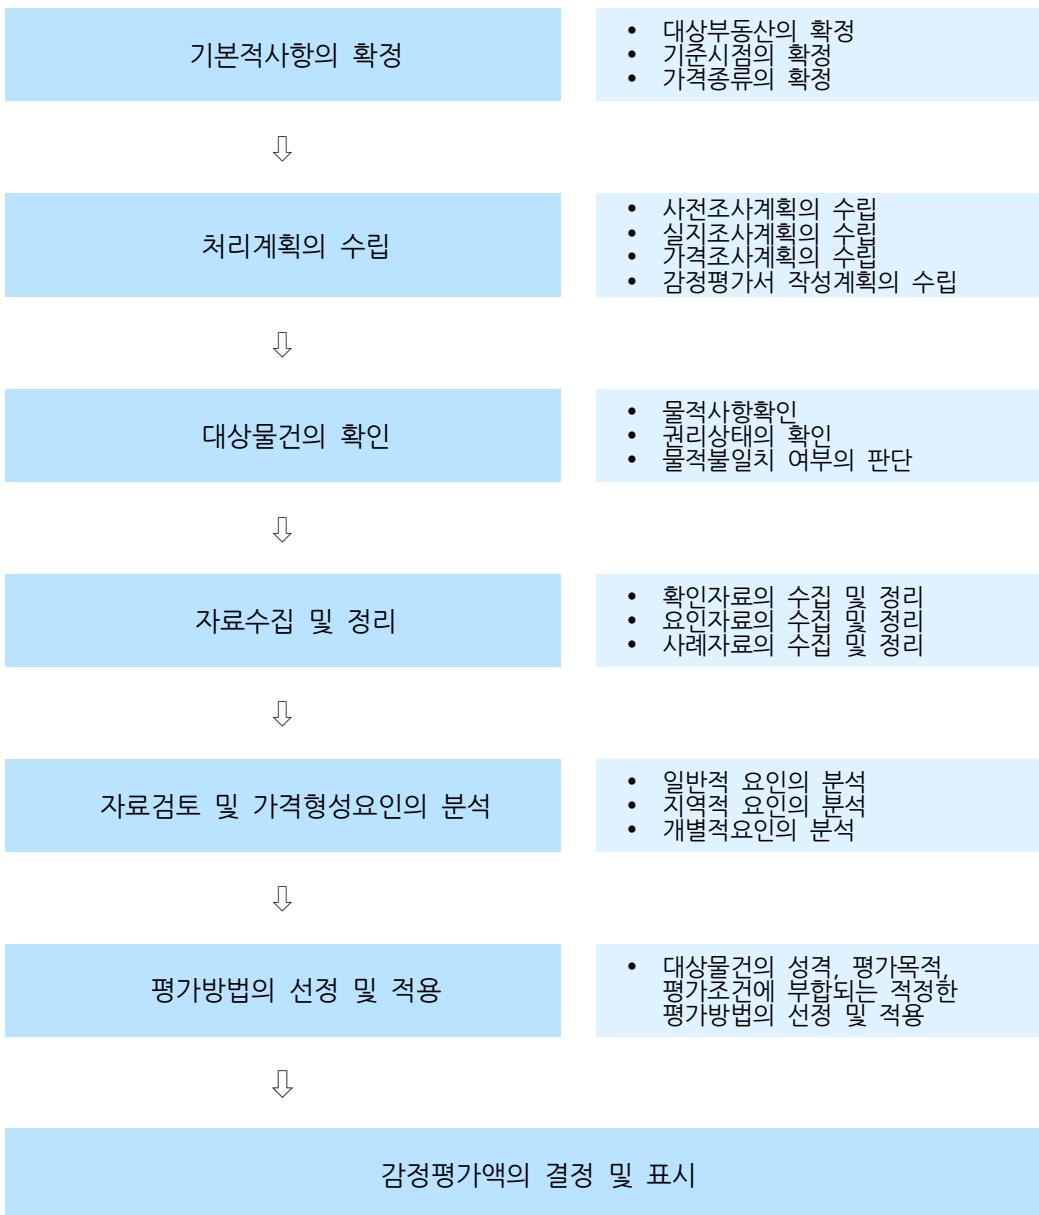 기본적사항의 확정
• 대상부동산의 확정
• 기준시점의 확정
• 가격종류의 확정
⇩
처리계획의 수립
• 사전조사계획의 수립
• 실지조사계획의 수립
• 가격조사계획의 수립
• 감정평가서 작성계획의 수립
⇩
대상물건의 확인
• 물적사항확인
• 권리상태의 확인
• 물적불일치 여부의 판단
⇩
자료수집 및 정리
• 확인자료의 수집 및 정리
• 요인자료의 수집 및 정리
• 사례자료의 수집 및 정리
⇩
자료검토 및 가격형성요인의 분석
• 일반적 요인의 분석
• 지역적 요인의 분석
• 개별적요인의 분석
⇩
평가방법의 선정 및 적용
• 대상물건의 성격, 평가목적,
평가조건에 부합되는 적정한
평가방법의 선정 및 적용
⇩
감정평가액의 결정 및 표시